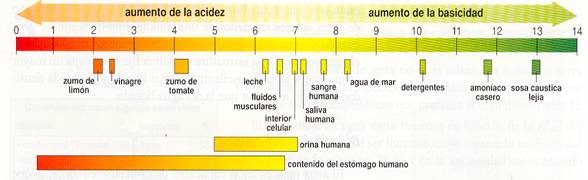 aumento de la acidez
aumento de la basicidad
0 1 2 3 4 5 6 7 8 9 10 11 12 13 14
zumo de limón
vinagre
zumo de tomate
leche
fluidos musculares
interior celular
saliva humana
sangre humana
agua de mar
detergentes
amoníaco casero
sosa caustica lejia
orina humana
contenido del estómago humano